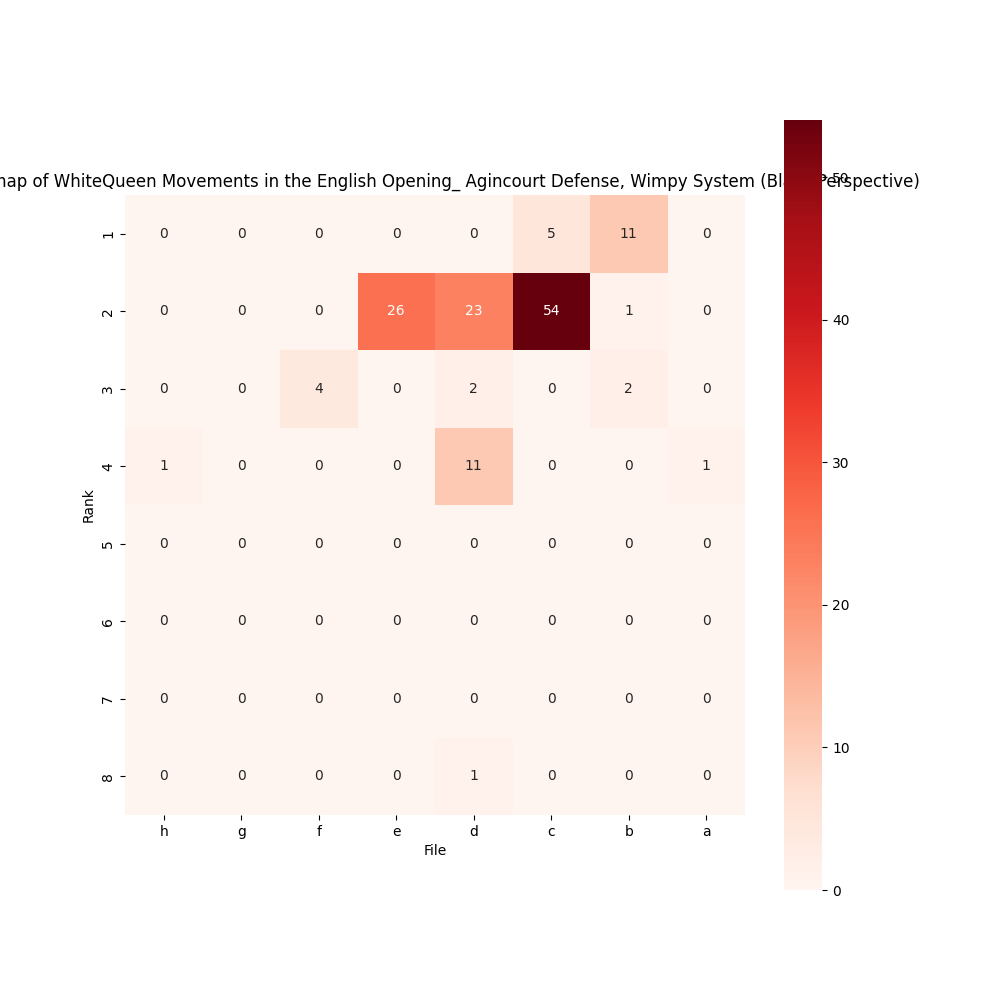 map of WhiteQueen Movements in the English Opening_ Agincourt Defense, Wimpy System (Black Perspective)
1 0 0 0 0 0 5 11 0
2 0 0 0 26 23 54 1 0
3 0 0 4 0 2 0 2 0
4 1 0 0 0 11 0 0 1
5 0 0 0 0 0 0 0 0
6 0 0 0 0 0 0 0 0
7 0 0 0 0 0 0 0 0
8 0 0 0 0 1 0 0 0
h g f e d c b a
File
Rank
50
40
30
20
10
0